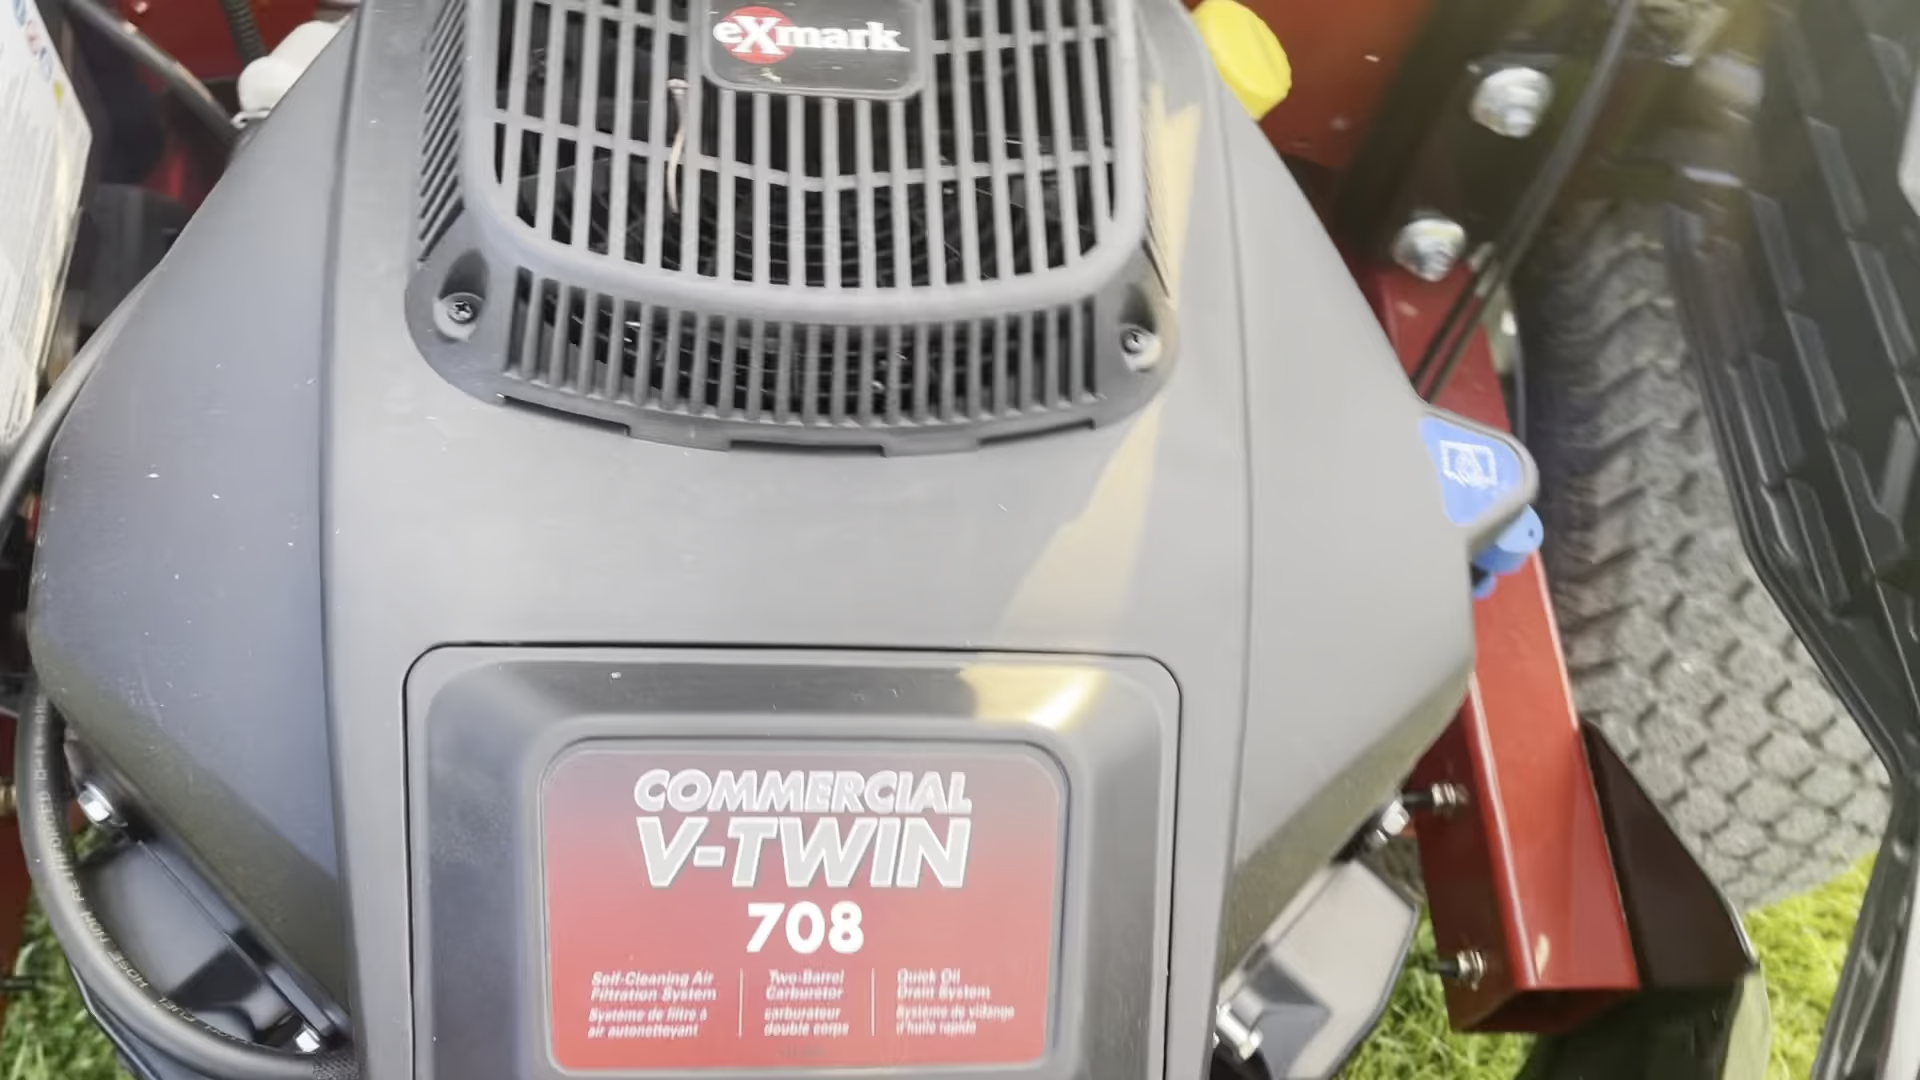 eXmark
COMMERCIAL
V-TWIN
708
Self-Cleaning Air
Filtration System
Système de filtre à
air autonettoyant
Two-Barrel
Carburetor
carburateur
double corps
Quick Oil
Drain System
Système de vidange
d'huile rapide